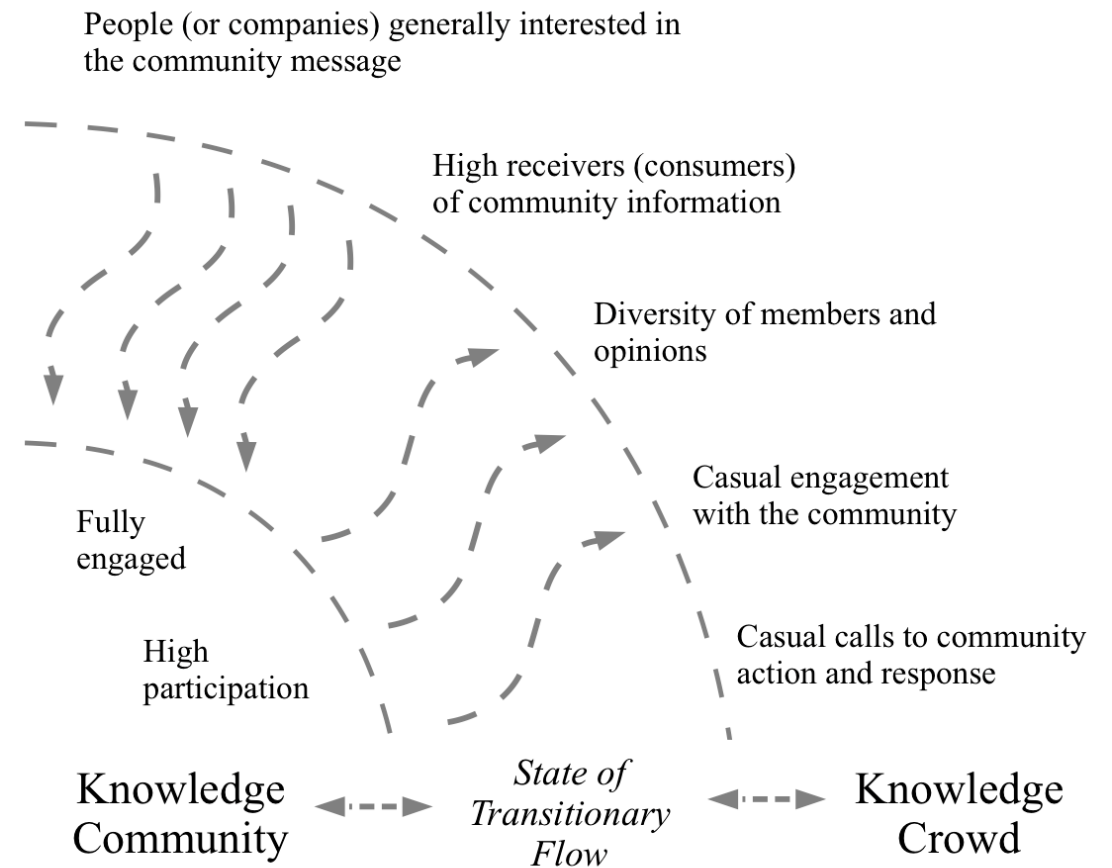 People (or companies) generally interested in
the community message
High receivers (consumers)
of community information
Diversity of members and
opinions
Casual engagement
with the community
Fully
engaged
High
participation
Casual calls to community
action and response
Knowledge
Community
State of
Transitionary
Flow
Knowledge
Crowd